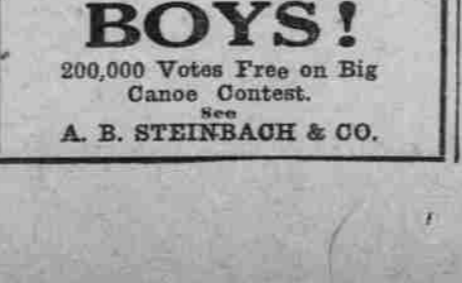 BOYS!
200,000 Votes Free on Big
Canoe Contest.
See
A. B. STEINBACH & CO.